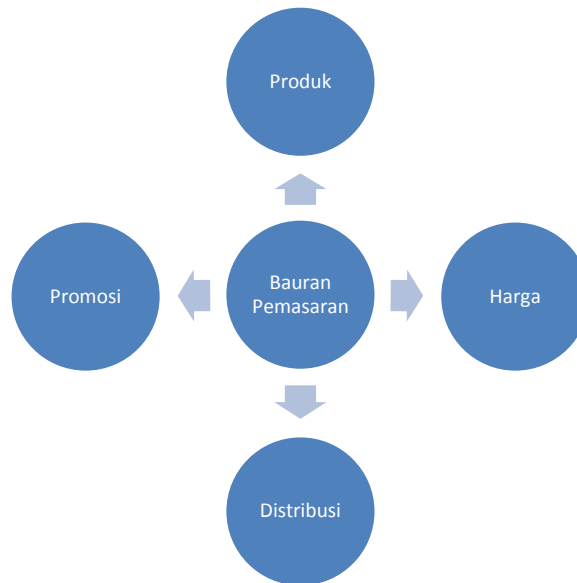 Produk
Promosi
Bauran
Pemasaran
Harga
Distribusi